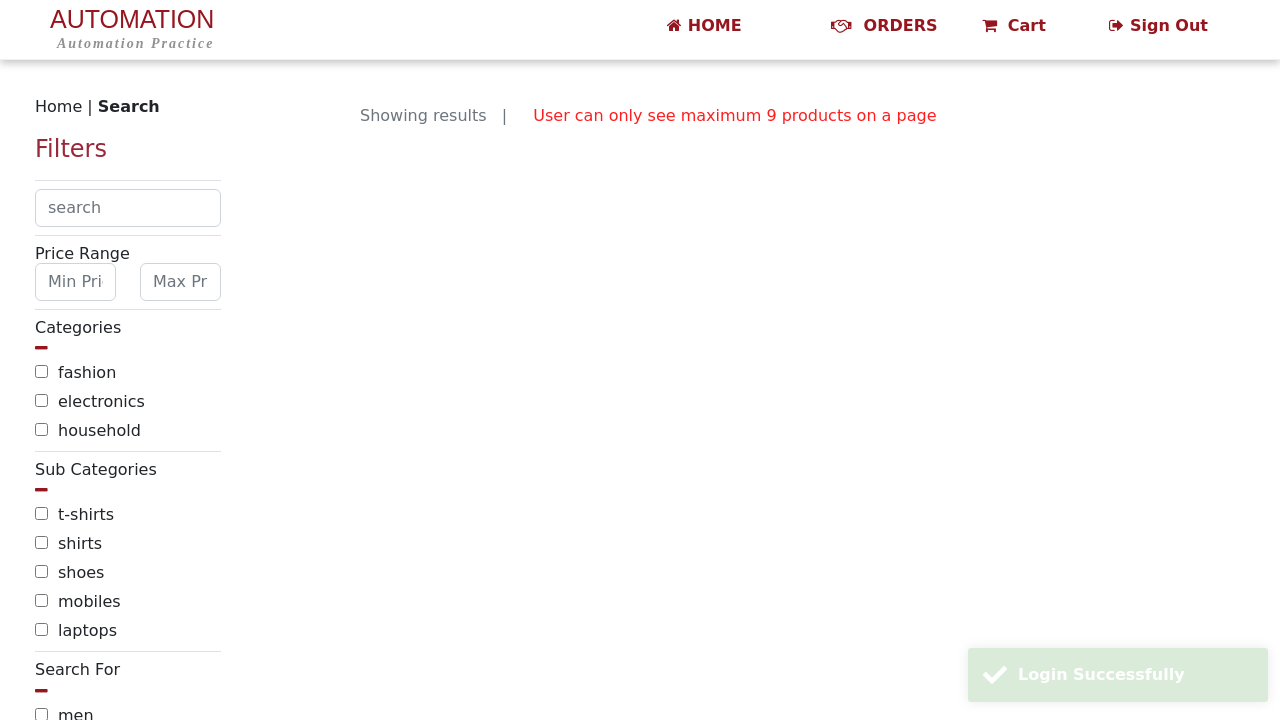 AUTOMATION
Automation Practice
HOME
ORDERS
Cart
Sign Out
Home | Search
Showing results |
User can only see maximum 9 products on a page
Filters
search
Price Range
Min Pri
Max Pr
Categories
fashion
electronics
household
Sub Categories
t-shirts
shirts
shoes
mobiles
laptops
Search For
men
Login Successfully